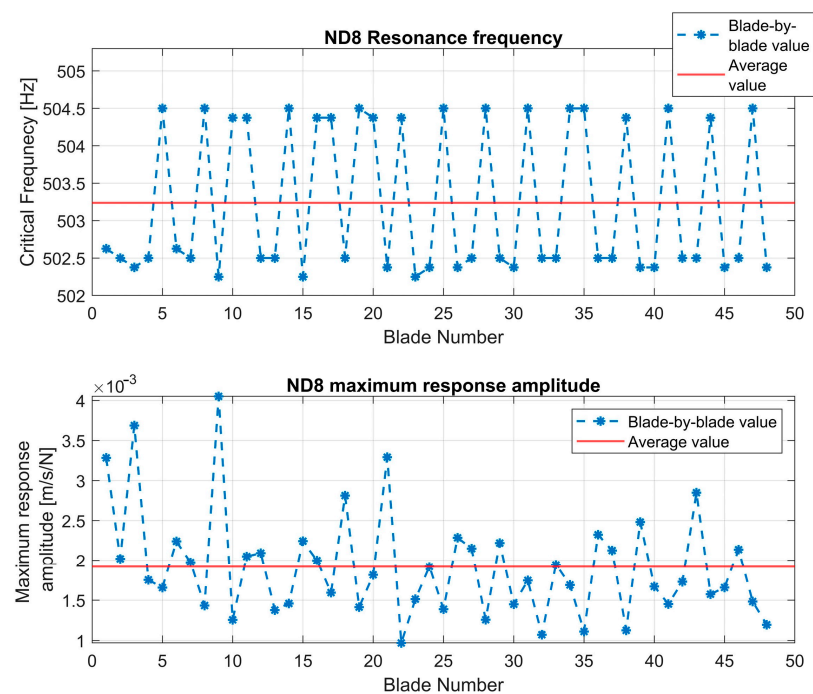 ND8 Resonance frequency
Blade-by-
blade value
Average
value
505
504.5
504
503.5
503
502.5
502
Critical Frequnecy [Hz]
0 5 10 15 20 25 30 35 40 45 50
Blade Number
×10⁻³
ND8 maximum response amplitude
Blade-by-blade value
Average value
4
3.5
3
2.5
2
1.5
1
Maximum response
amplitude [m/s/N]
0 5 10 15 20 25 30 35 40 45 50
Blade Number